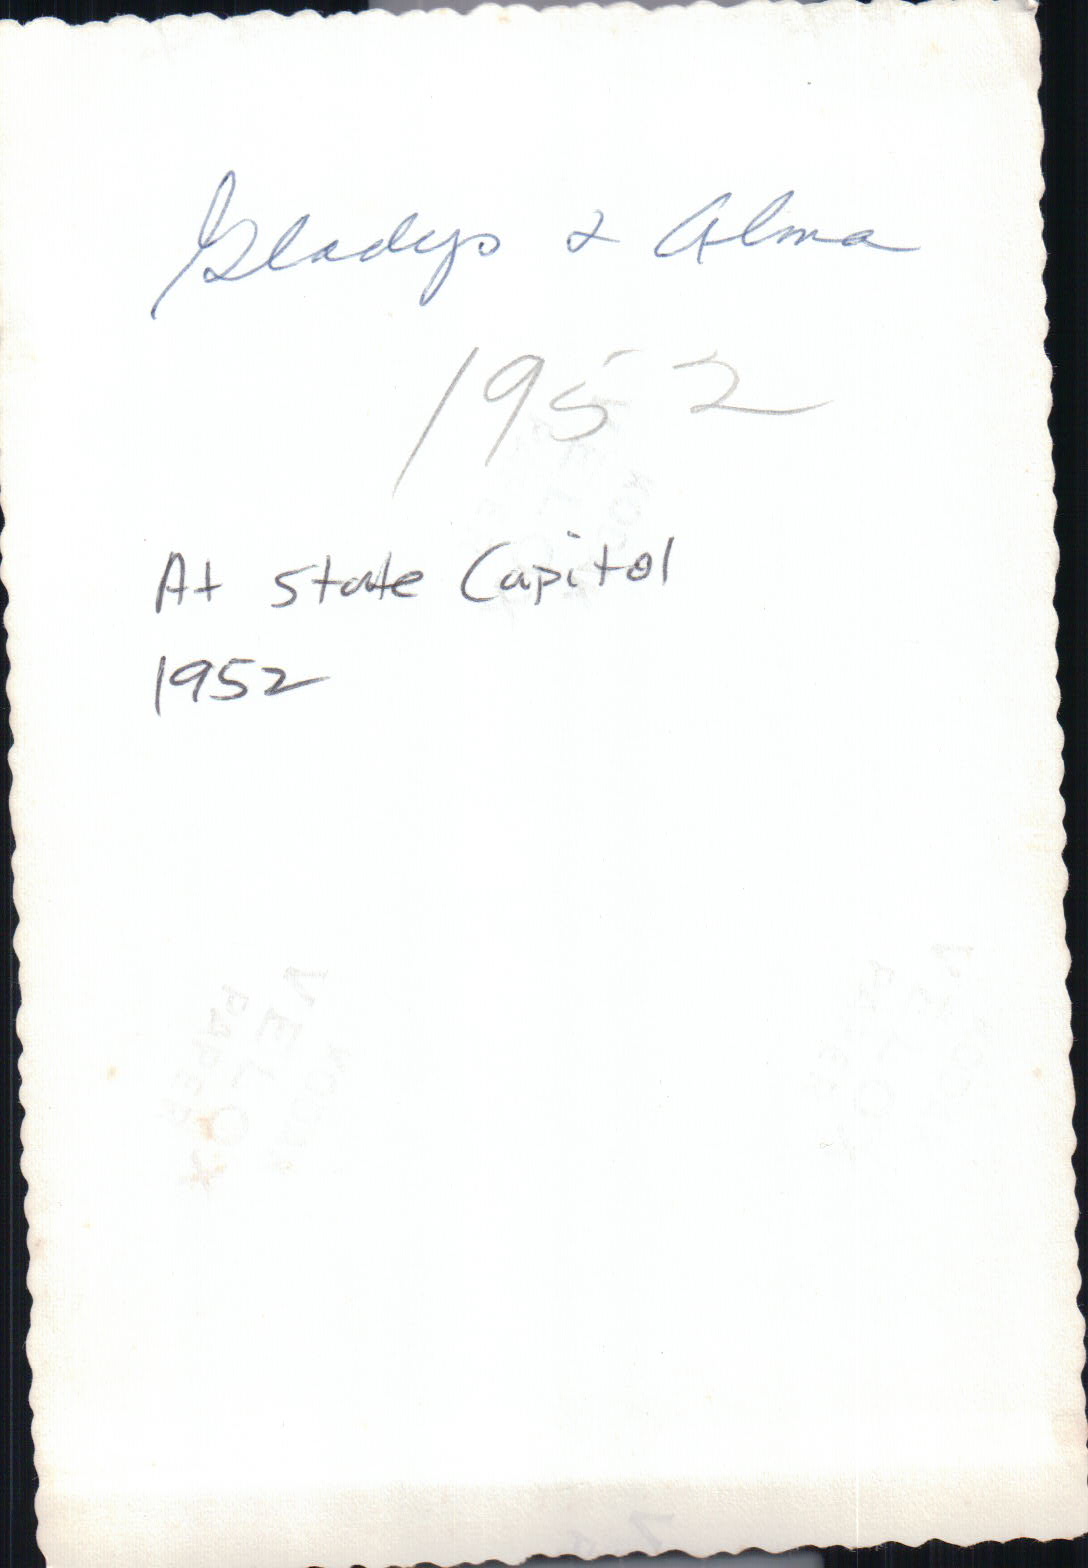 Gladys & Alma
1952
At State Capitol
1952